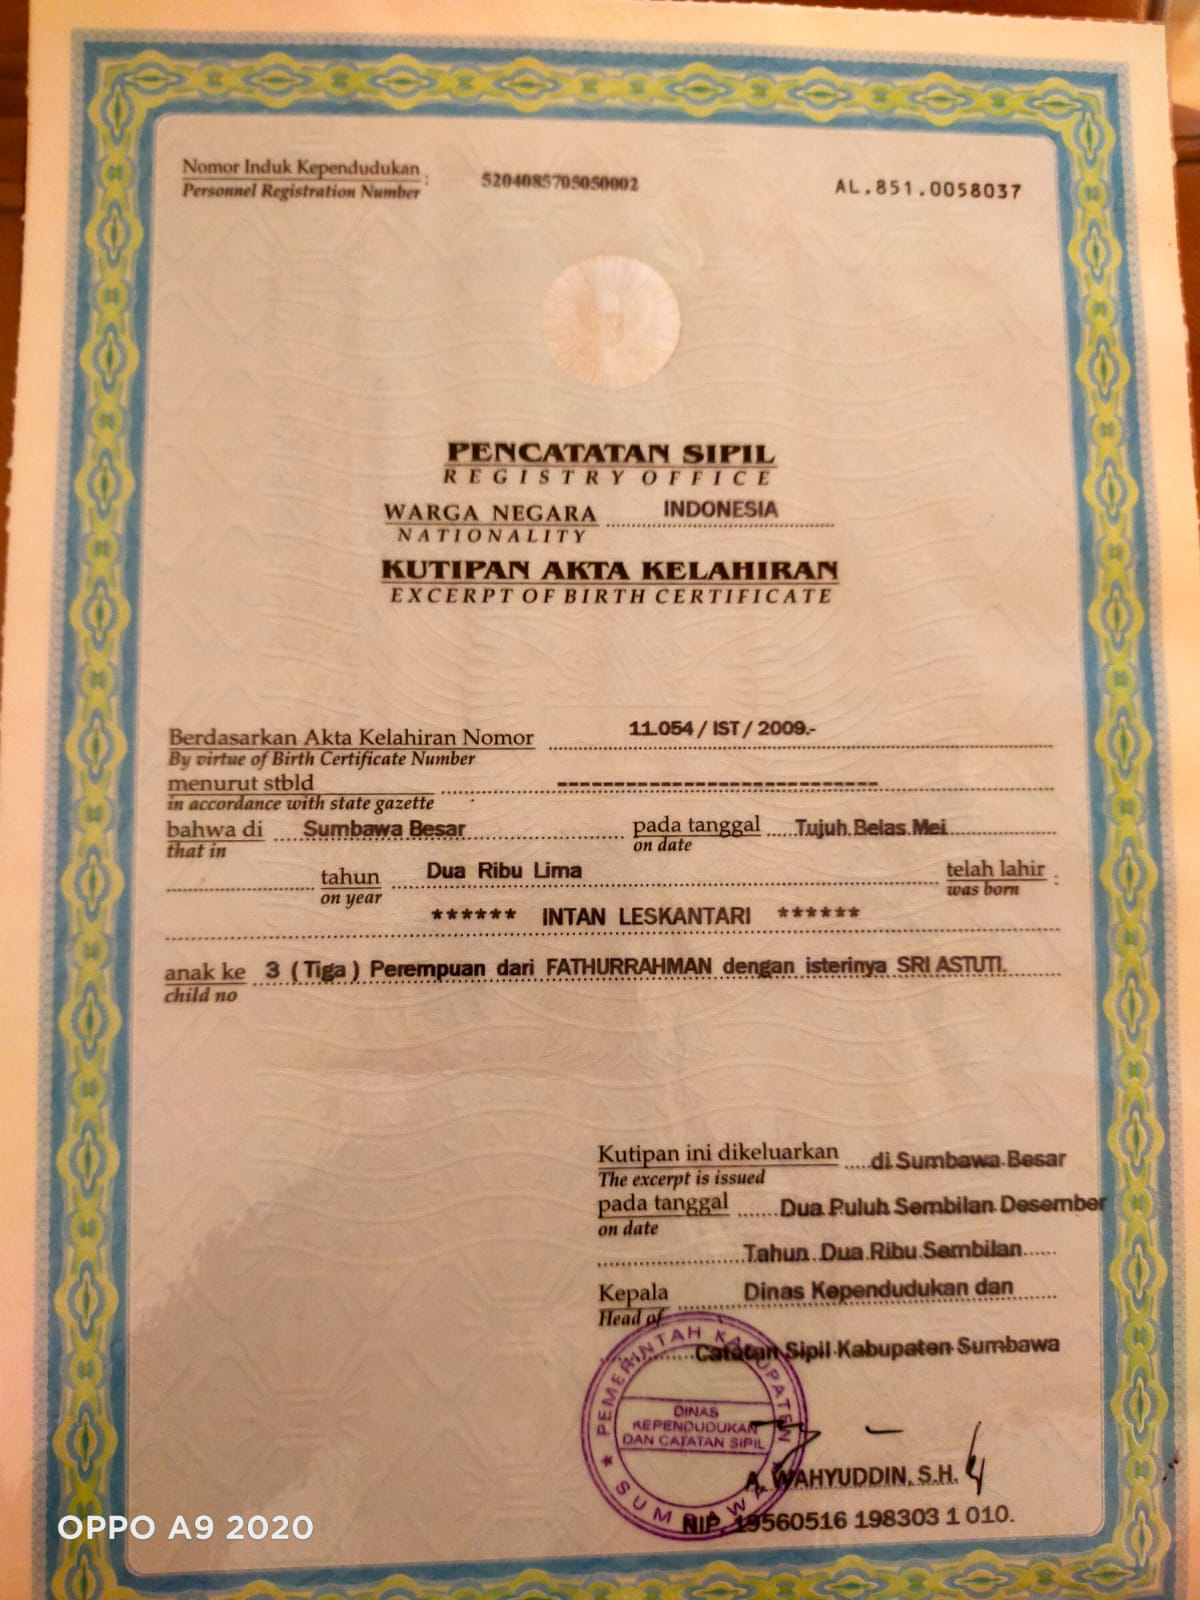 Nomor Induk Kependudukan : 5204085705050002 AL.851.0058037
Personnel Registration Number
PENCATATAN SIPIL
REGISTRY OFFICE
WARGA NEGARA INDONESIA
NATIONALITY
KUTIPAN AKTA KELAHIRAN
EXCERPT OF BIRTH CERTIFICATE
Berdasarkan Akta Kelahiran Nomor 11.054 / IST / 2009.-
By virtue of Birth Certificate Number
menurut stbld ----------------------------
in accordance with state gazette
bahwa di Sumbawa Besar pada tanggal Tujuh Belas Mei
that in on date
tahun Dua Ribu Lima telah lahir :
on year was born
****** INTAN LESKANTARI ******
anak ke 3 ( Tiga ) Perempuan dari FATHURRAHMAN dengan isterinya SRI ASTUTI.
child no
Kutipan ini dikeluarkan di Sumbawa Besar
The excerpt is issued
pada tanggal Dua Puluh Sembilan Desember
on date
Tahun Dua Ribu Sembilan
Kepala Dinas Kependudukan dan
Head of
Catatan Sipil Kabupaten Sumbawa
PEMERINTAH KABUPATEN
DINAS
KEPENDUDUKAN
DAN CATATAN SIPIL
SUMBAWA
A. WAHYUDDIN, S.H.
NIP. 19560516 198303 1 010.
OPPO A9 2020